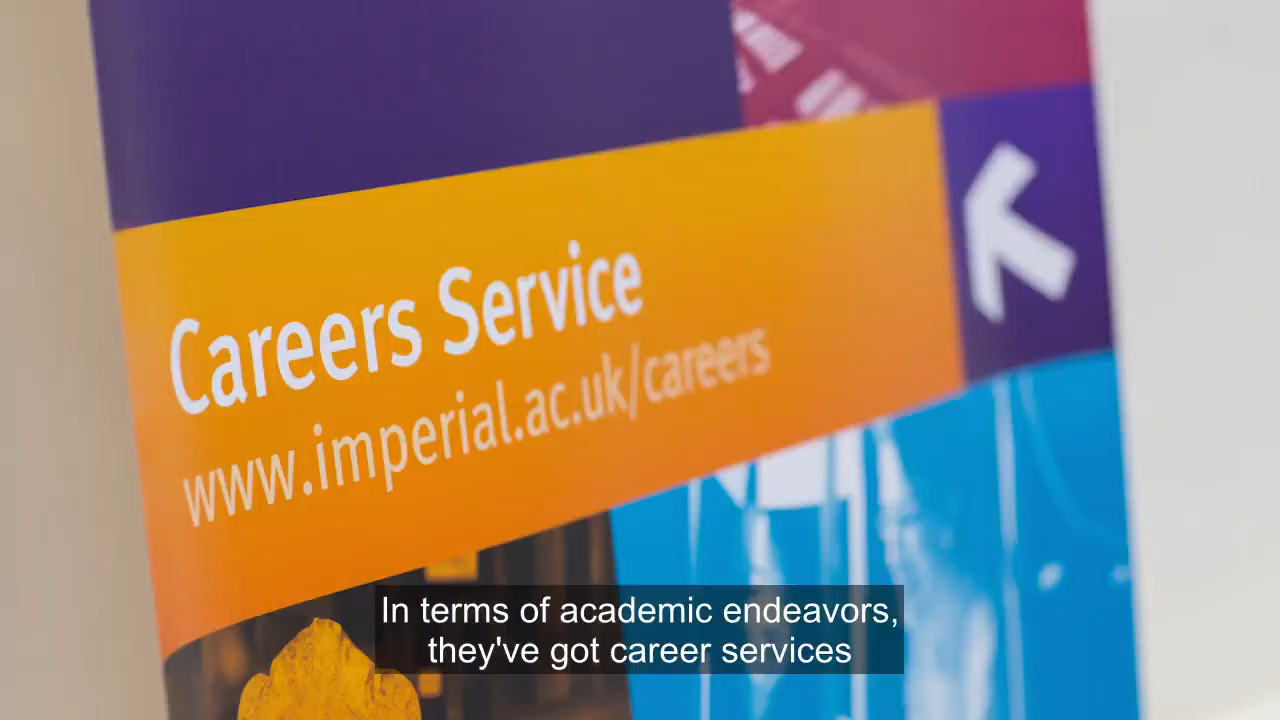 Careers Service
www.imperial.ac.uk/careers
In terms of academic endeavors,
they've got career services